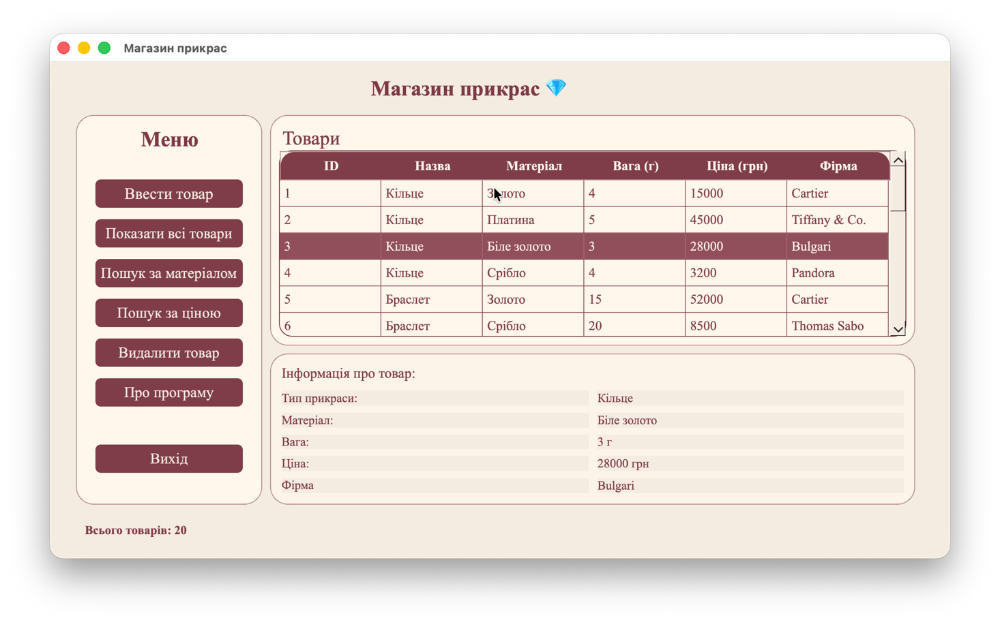 Магазин прикрас
Магазин прикрас 💎
Меню
Ввести товар
Показати всі товари
Пошук за матеріалом
Пошук за ціною
Видалити товар
Про програму
Вихід
Товари
ID Назва Матеріал Вага (г) Ціна (грн) Фірма
1 Кільце Золото 4 15000 Cartier
2 Кільце Платина 5 45000 Tiffany & Co.
3 Кільце Біле золото 3 28000 Bulgari
4 Кільце Срібло 4 3200 Pandora
5 Браслет Золото 15 52000 Cartier
6 Браслет Срібло 20 8500 Thomas Sabo
Інформація про товар:
Тип прикраси: Кільце
Матеріал: Біле золото
Вага: 3 г
Ціна: 28000 грн
Фірма Bulgari
Всього товарів: 20